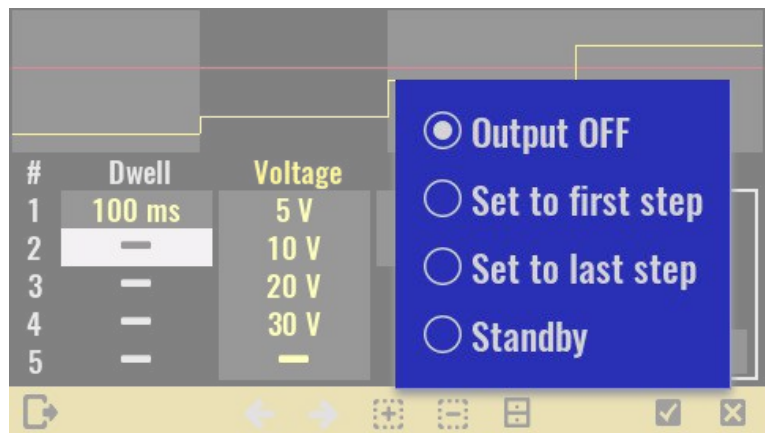 # Dwell Voltage
1 100 ms 5 V
2 — 10 V
3 — 20 V
4 — 30 V
5 — —
Output OFF
Set to first step
Set to last step
Standby